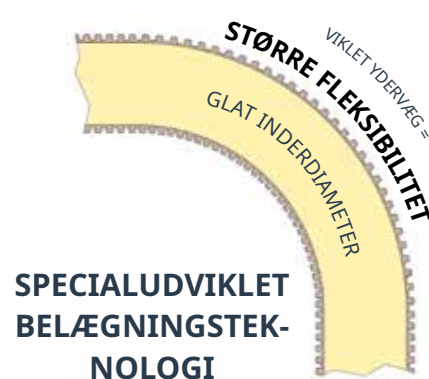 VIKLET YDERVÆG =
STØRRE FLEKSIBILITET
GLAT INDERDIAMETER
SPECIALUDVIKLET
BELÆGNINGSTEK-
NOLOGI